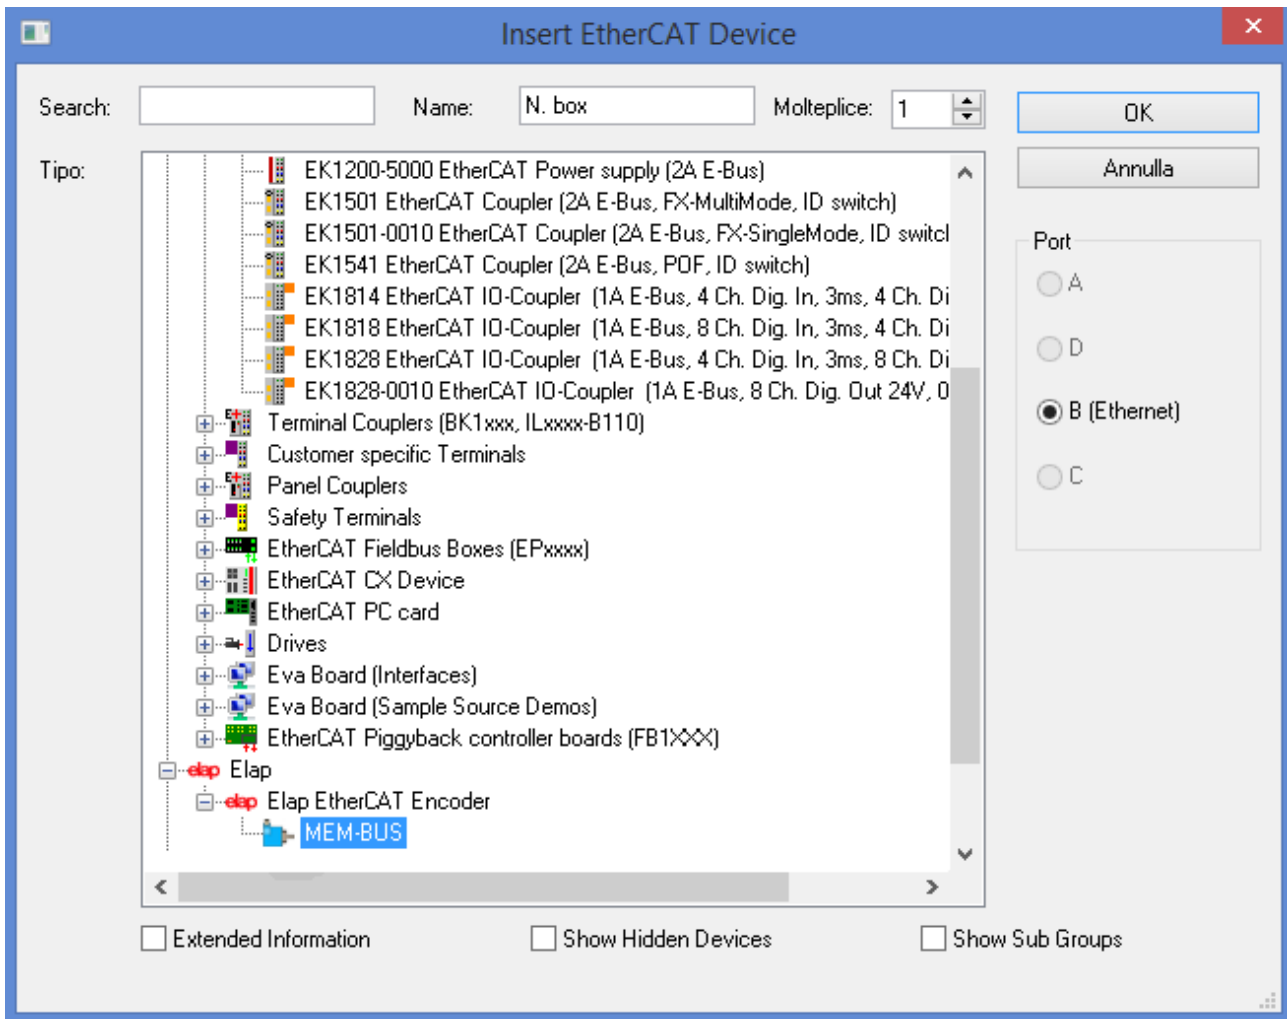 Insert EtherCAT Device
Search:
Name: N. box
Molteplice: 1
OK
Tipo:
Annulla
EK1200-5000 EtherCAT Power supply (2A E-Bus)
EK1501 EtherCAT Coupler (2A E-Bus, FX-MultiMode, ID switch)
EK1501-0010 EtherCAT Coupler (2A E-Bus, FX-SingleMode, ID switcl
EK1541 EtherCAT Coupler (2A E-Bus, POF, ID switch)
EK1814 EtherCAT IO-Coupler (1A E-Bus, 4 Ch. Dig. In, 3ms, 4 Ch. Di
EK1818 EtherCAT IO-Coupler (1A E-Bus, 8 Ch. Dig. In, 3ms, 4 Ch. Di
EK1828 EtherCAT IO-Coupler (1A E-Bus, 4 Ch. Dig. In, 3ms, 8 Ch. Di
EK1828-0010 EtherCAT IO-Coupler (1A E-Bus, 8 Ch. Dig. Out 24V, 0
Terminal Couplers (BK1xxx, ILxxxx-B110)
Customer specific Terminals
Panel Couplers
Safety Terminals
EtherCAT Fieldbus Boxes (EPxxxx)
EtherCAT CX Device
EtherCAT PC card
Drives
Eva Board (Interfaces)
Eva Board (Sample Source Demos)
EtherCAT Piggyback controller boards (FB1XXX)
elap Elap
elap Elap EtherCAT Encoder
MEM-BUS
Port
A
D
B (Ethernet)
C
Extended Information
Show Hidden Devices
Show Sub Groups